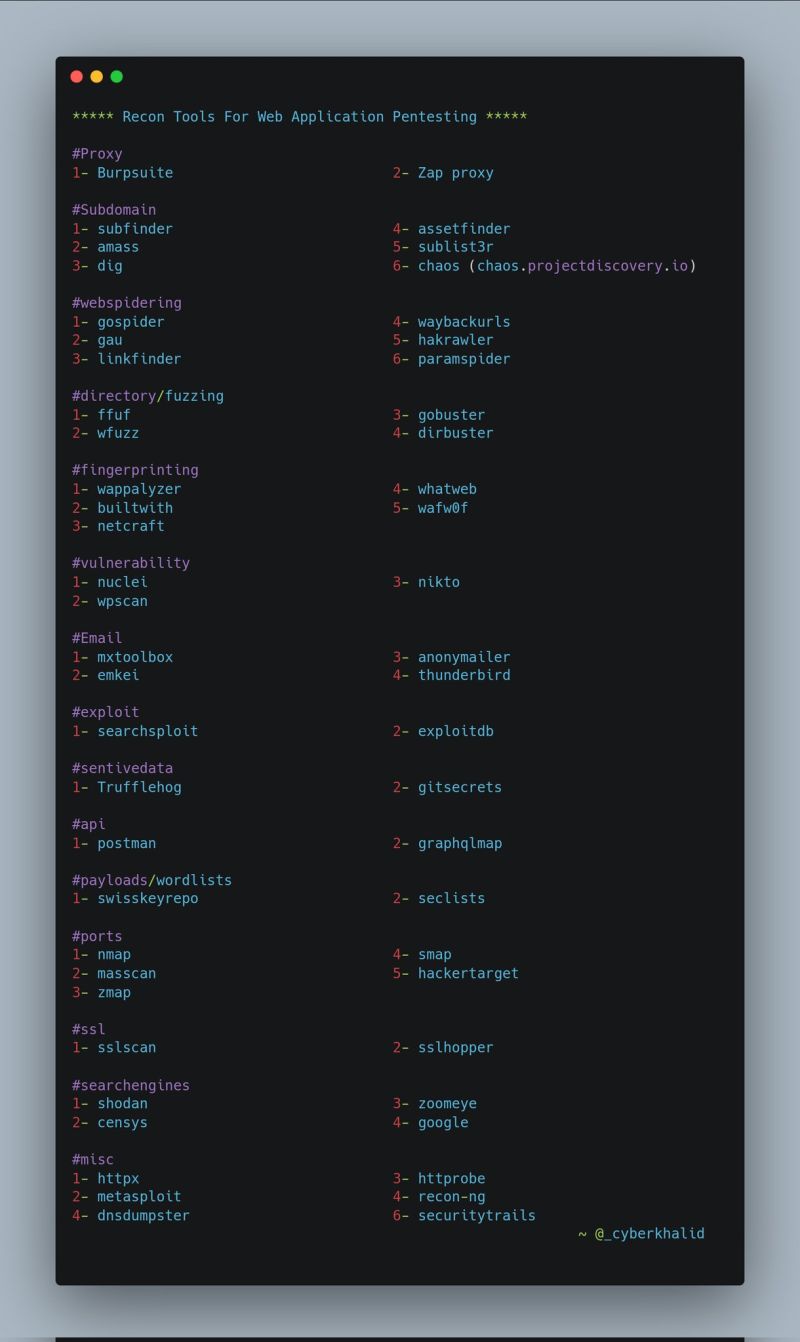 ***** Recon Tools For Web Application Pentesting *****
#Proxy
1- Burpsuite 2- Zap proxy
#Subdomain
1- subfinder 4- assetfinder
2- amass 5- sublist3r
3- dig 6- chaos (chaos.projectdiscovery.io)
#webspidering
1- gospider 4- waybackurls
2- gau 5- hakrawler
3- linkfinder 6- paramspider
#directory/fuzzing
1- ffuf 3- gobuster
2- wfuzz 4- dirbuster
#fingerprinting
1- wappalyzer 4- whatweb
2- builtwith 5- wafw0f
3- netcraft
#vulnerability
1- nuclei 3- nikto
2- wpscan
#Email
1- mxtoolbox 3- anonymailer
2- emkei 4- thunderbird
#exploit
1- searchsploit 2- exploitdb
#sentivedata
1- Trufflehog 2- gitsecrets
#api
1- postman 2- graphqlmap
#payloads/wordlists
1- swisskeyrepo 2- seclists
#ports
1- nmap 4- smap
2- masscan 5- hackertarget
3- zmap
#ssl
1- sslscan 2- sslhopper
#searchengines
1- shodan 3- zoomeye
2- censys 4- google
#misc
1- httpx 3- httprobe
2- metasploit 4- recon-ng
4- dnsdumpster 6- securitytrails
~ @_cyberkhalid